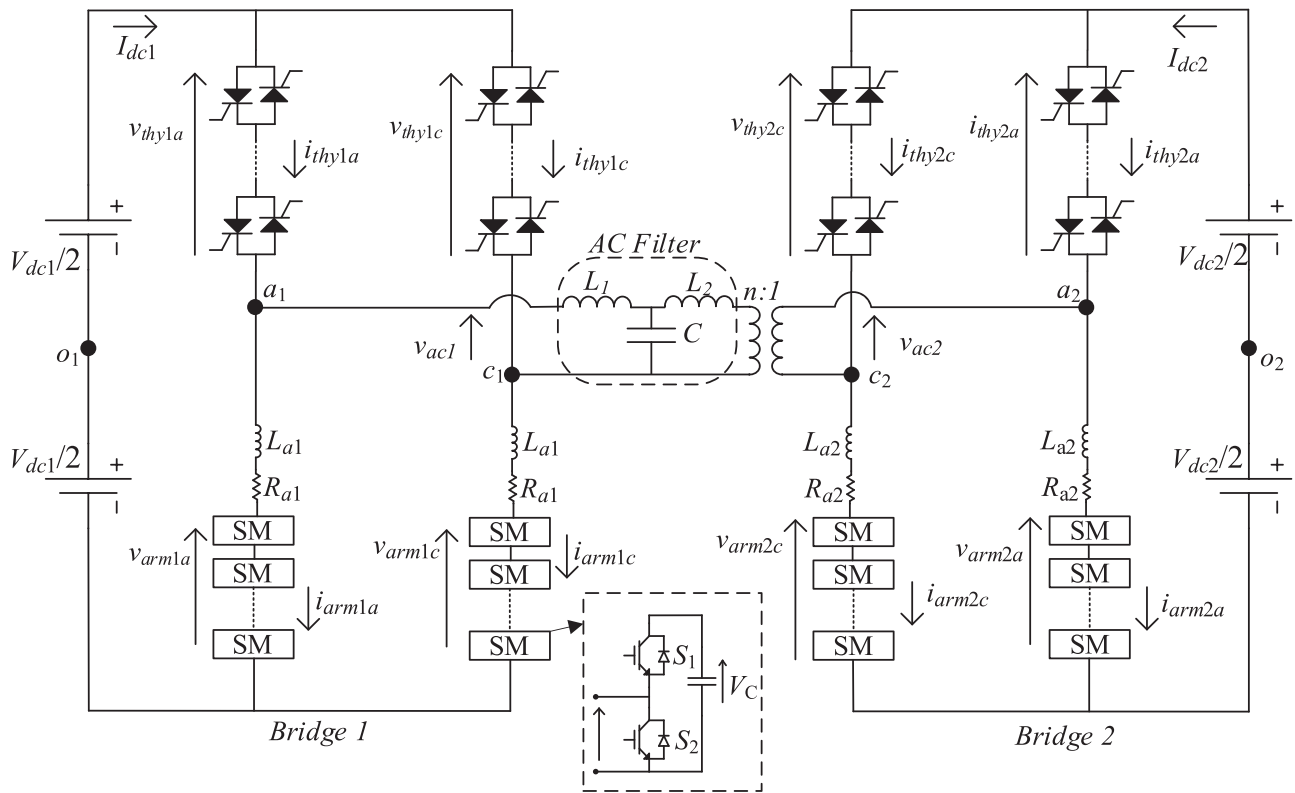 I_dc1
v_thy1a
i_thy1a
v_thy1c
i_thy1c
v_thy2c
i_thy2c
i_thy2a
i_thy2a
I_dc2
+
V_dc1/2
−
AC Filter
L_1
L_2
C
n:1
a_1
v_ac1
c_1
o_1
a_2
v_ac2
c_2
o_2
+
V_dc2/2
−
V_dc1/2
+
−
L_a1
R_a1
SM
SM
SM
v_arm1a
i_arm1a
L_a1
R_a1
SM
SM
SM
v_arm1c
i_arm1c
L_a2
R_a2
SM
SM
SM
v_arm2c
i_arm2c
L_a2
R_a2
SM
SM
SM
v_arm2a
i_arm2a
V_dc2/2
+
−
S_1
S_2
V_C
Bridge 1
Bridge 2